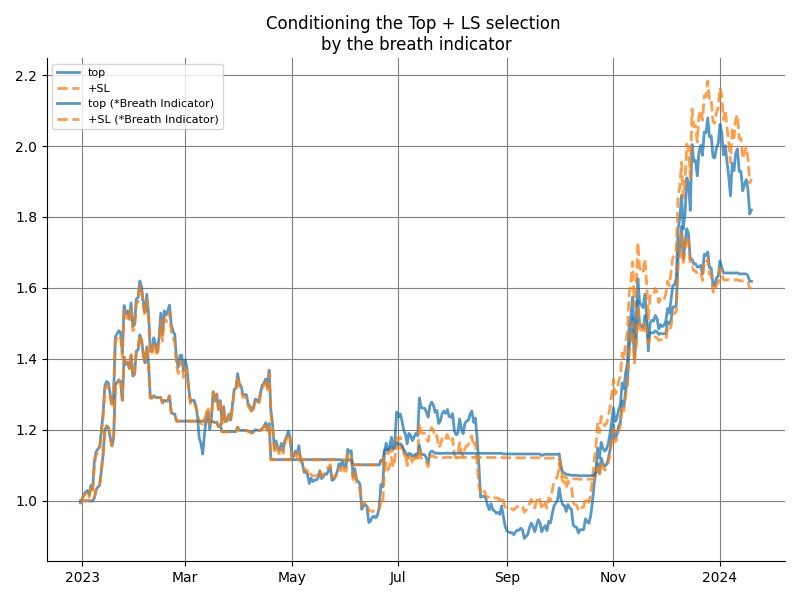 Conditioning the Top + LS selection
by the breath indicator
top
+SL
top (*Breath Indicator)
+SL (*Breath Indicator)
2.2
2.0
1.8
1.6
1.4
1.2
1.0
2023
Mar
May
Jul
Sep
Nov
2024